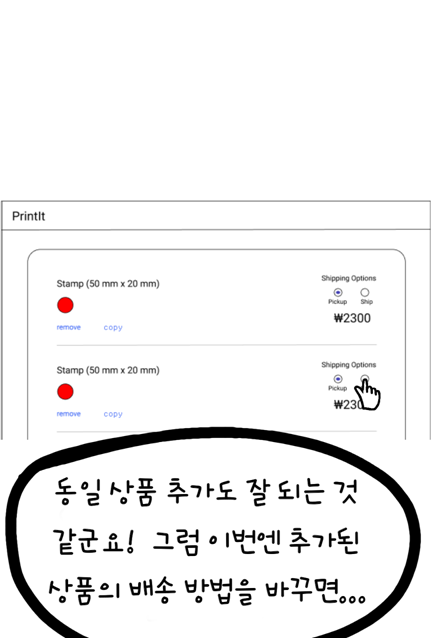 PrintIt
Stamp (50 mm x 20 mm)
Shipping Options
Pickup Ship
₩2300
remove copy
Stamp (50 mm x 20 mm)
Shipping Options
Pickup
₩230
remove copy
동일 상품 추가도 잘 되는 것
같군요! 그럼 이번엔 추가된
상품의 배송 방법을 바꾸면...